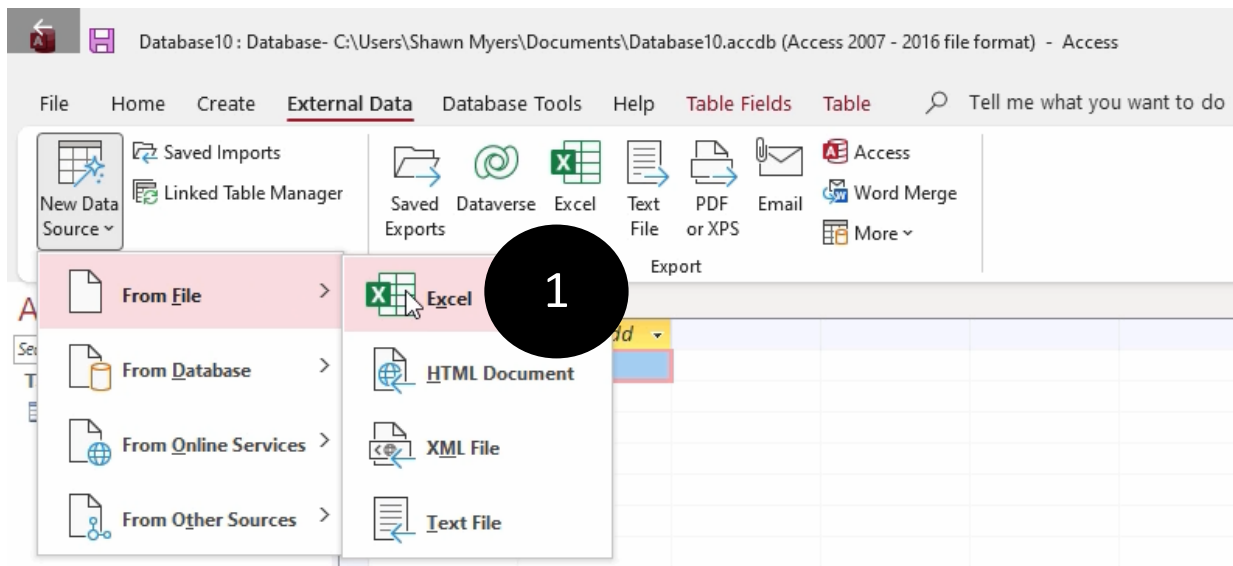 Database10 : Database- C:\Users\Shawn Myers\Documents\Database10.accdb (Access 2007 - 2016 file format) - Access
File Home Create External Data Database Tools Help Table Fields Table Tell me what you want to do
New Data Source
Saved Imports
Linked Table Manager
Saved Exports
Dataverse
Excel
Text File
PDF or XPS
Email
Access
Word Merge
More
Export
From File
From Database
From Online Services
From Other Sources
Excel
HTML Document
XML File
Text File
1